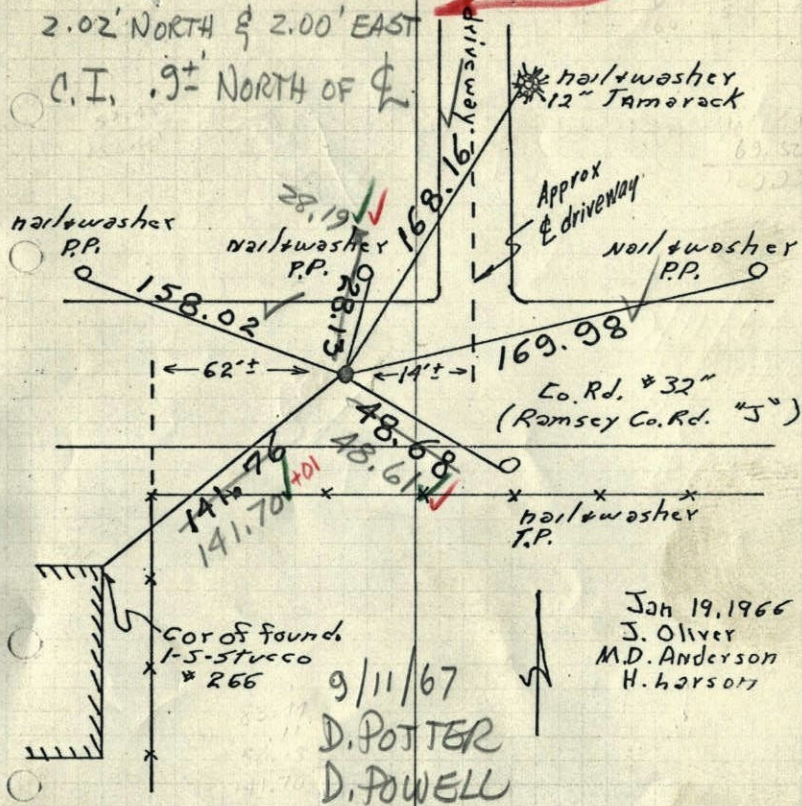 2.02' NORTH & 2.00' EAST
C.I. .9± NORTH OF ℄
driveway
nail & washer
12" Tamarack
168.16
28.19
28.13
Approx
℄ driveway
nail & washer
P.P.
Nail & washer
P.P.
Nail & washer
P.P.
158.02
169.98
62'±
14'±
Co. Rd. #32"
(Ramsey Co. Rd. "J")
48.68
48.61
141.76
141.70
+01
nail & washer
T.P.
Cor of found.
1-S-Stucco
#266
Jan 19, 1966
J. Oliver
M.D. Anderson
H. Larson
9/11/67
D. POTTER
D. POWELL